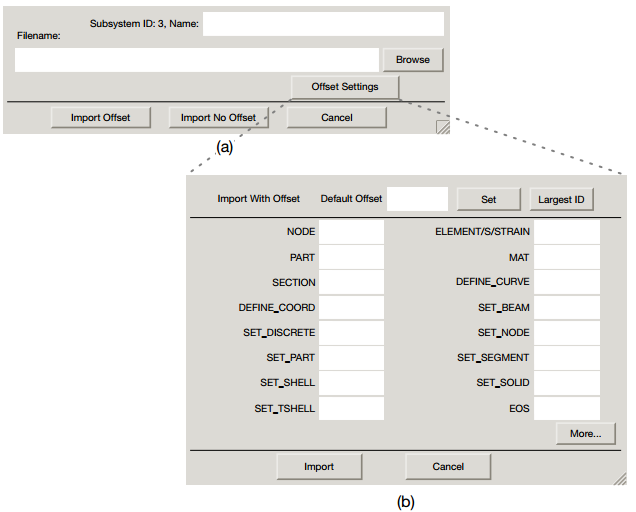 Subsystem ID: 3, Name:
Filename:
Browse
Offset Settings
Import Offset Import No Offset Cancel
(a)
Import With Offset Default Offset Set Largest ID
NODE ELEMENT/S/STRAIN
PART MAT
SECTION DEFINE_CURVE
DEFINE_COORD SET_BEAM
SET_DISCRETE SET_NODE
SET_PART SET_SEGMENT
SET_SHELL SET_SOLID
SET_TSHELL EOS
More...
Import Cancel
(b)